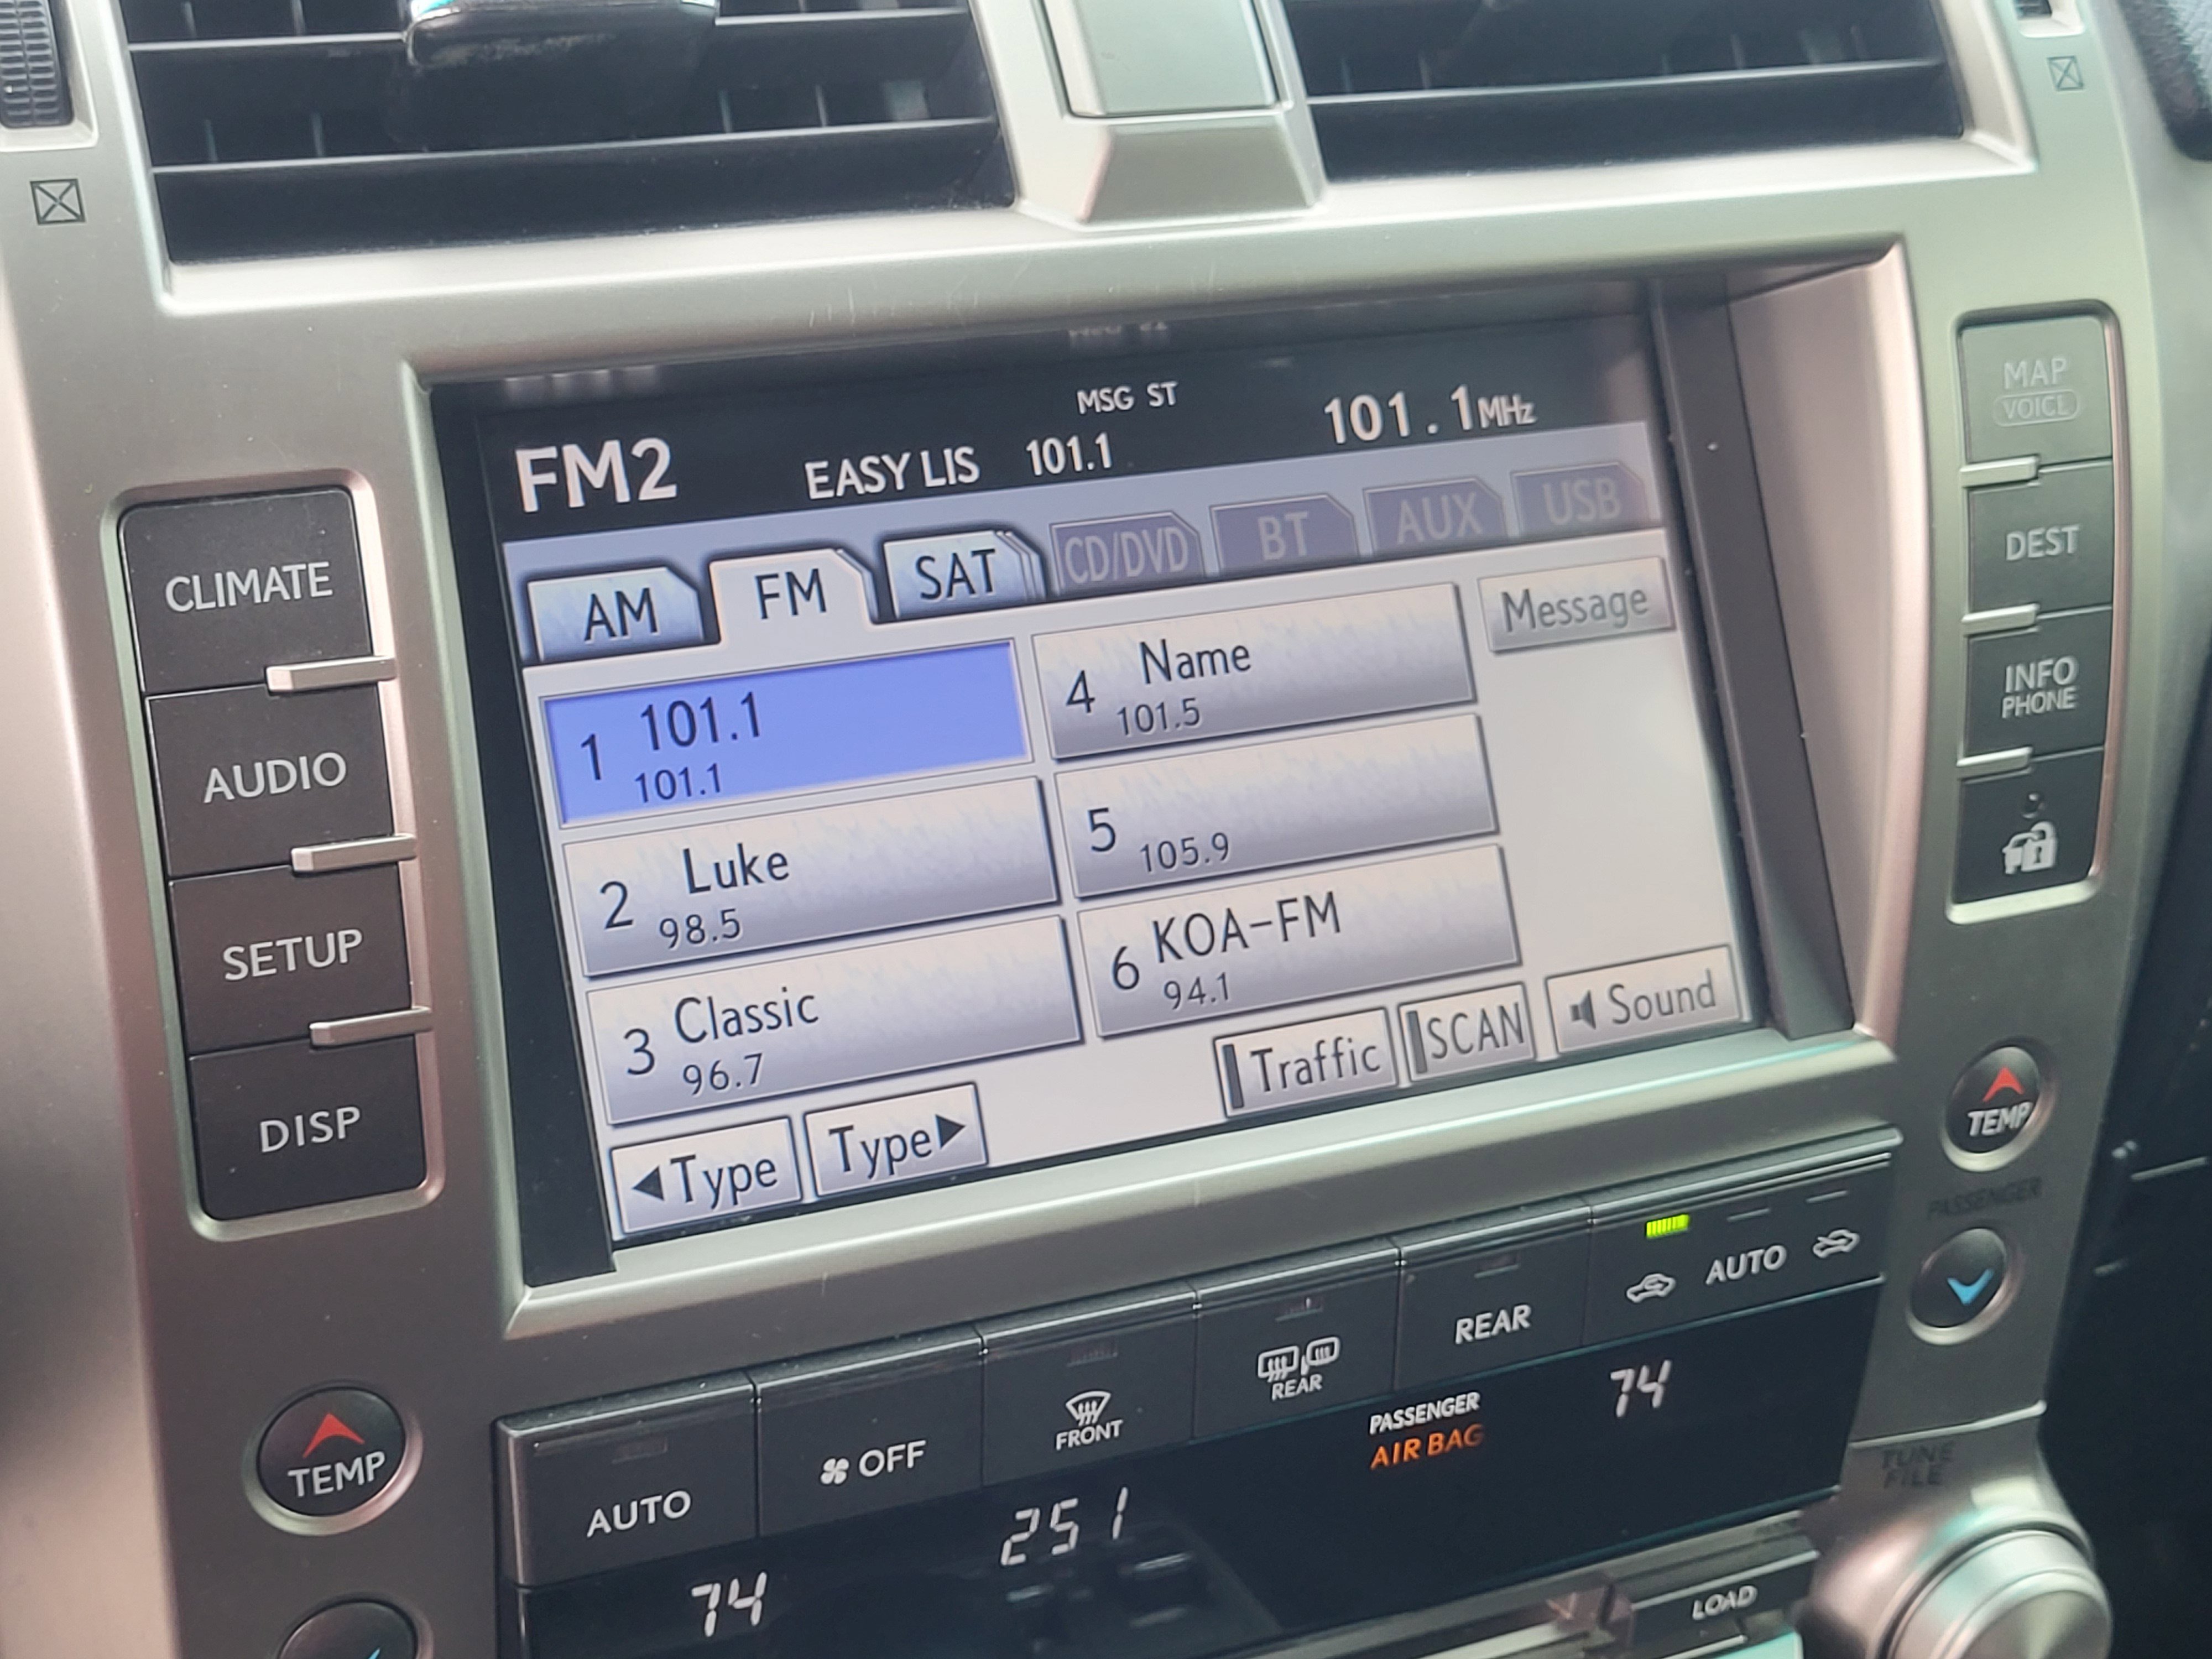 MSG ST
FM2 EASY LIS 101.1 101.1MHz
AM FM SAT CD/DVD BT AUX USB
1 101.1
101.1
4 Name
101.5
Message
2 Luke
98.5
5
105.9
3 Classic
96.7
6 KOA-FM
94.1
◀Type Type▶ Traffic SCAN Sound
CLIMATE
AUDIO
SETUP
DISP
MAP
VOICE
DEST
INFO
PHONE
TEMP
PASSENGER
TEMP
AUTO
OFF
FRONT
REAR
REAR
AUTO
PASSENGER
AIR BAG
74
251
74
TUNE
FILE
LOAD